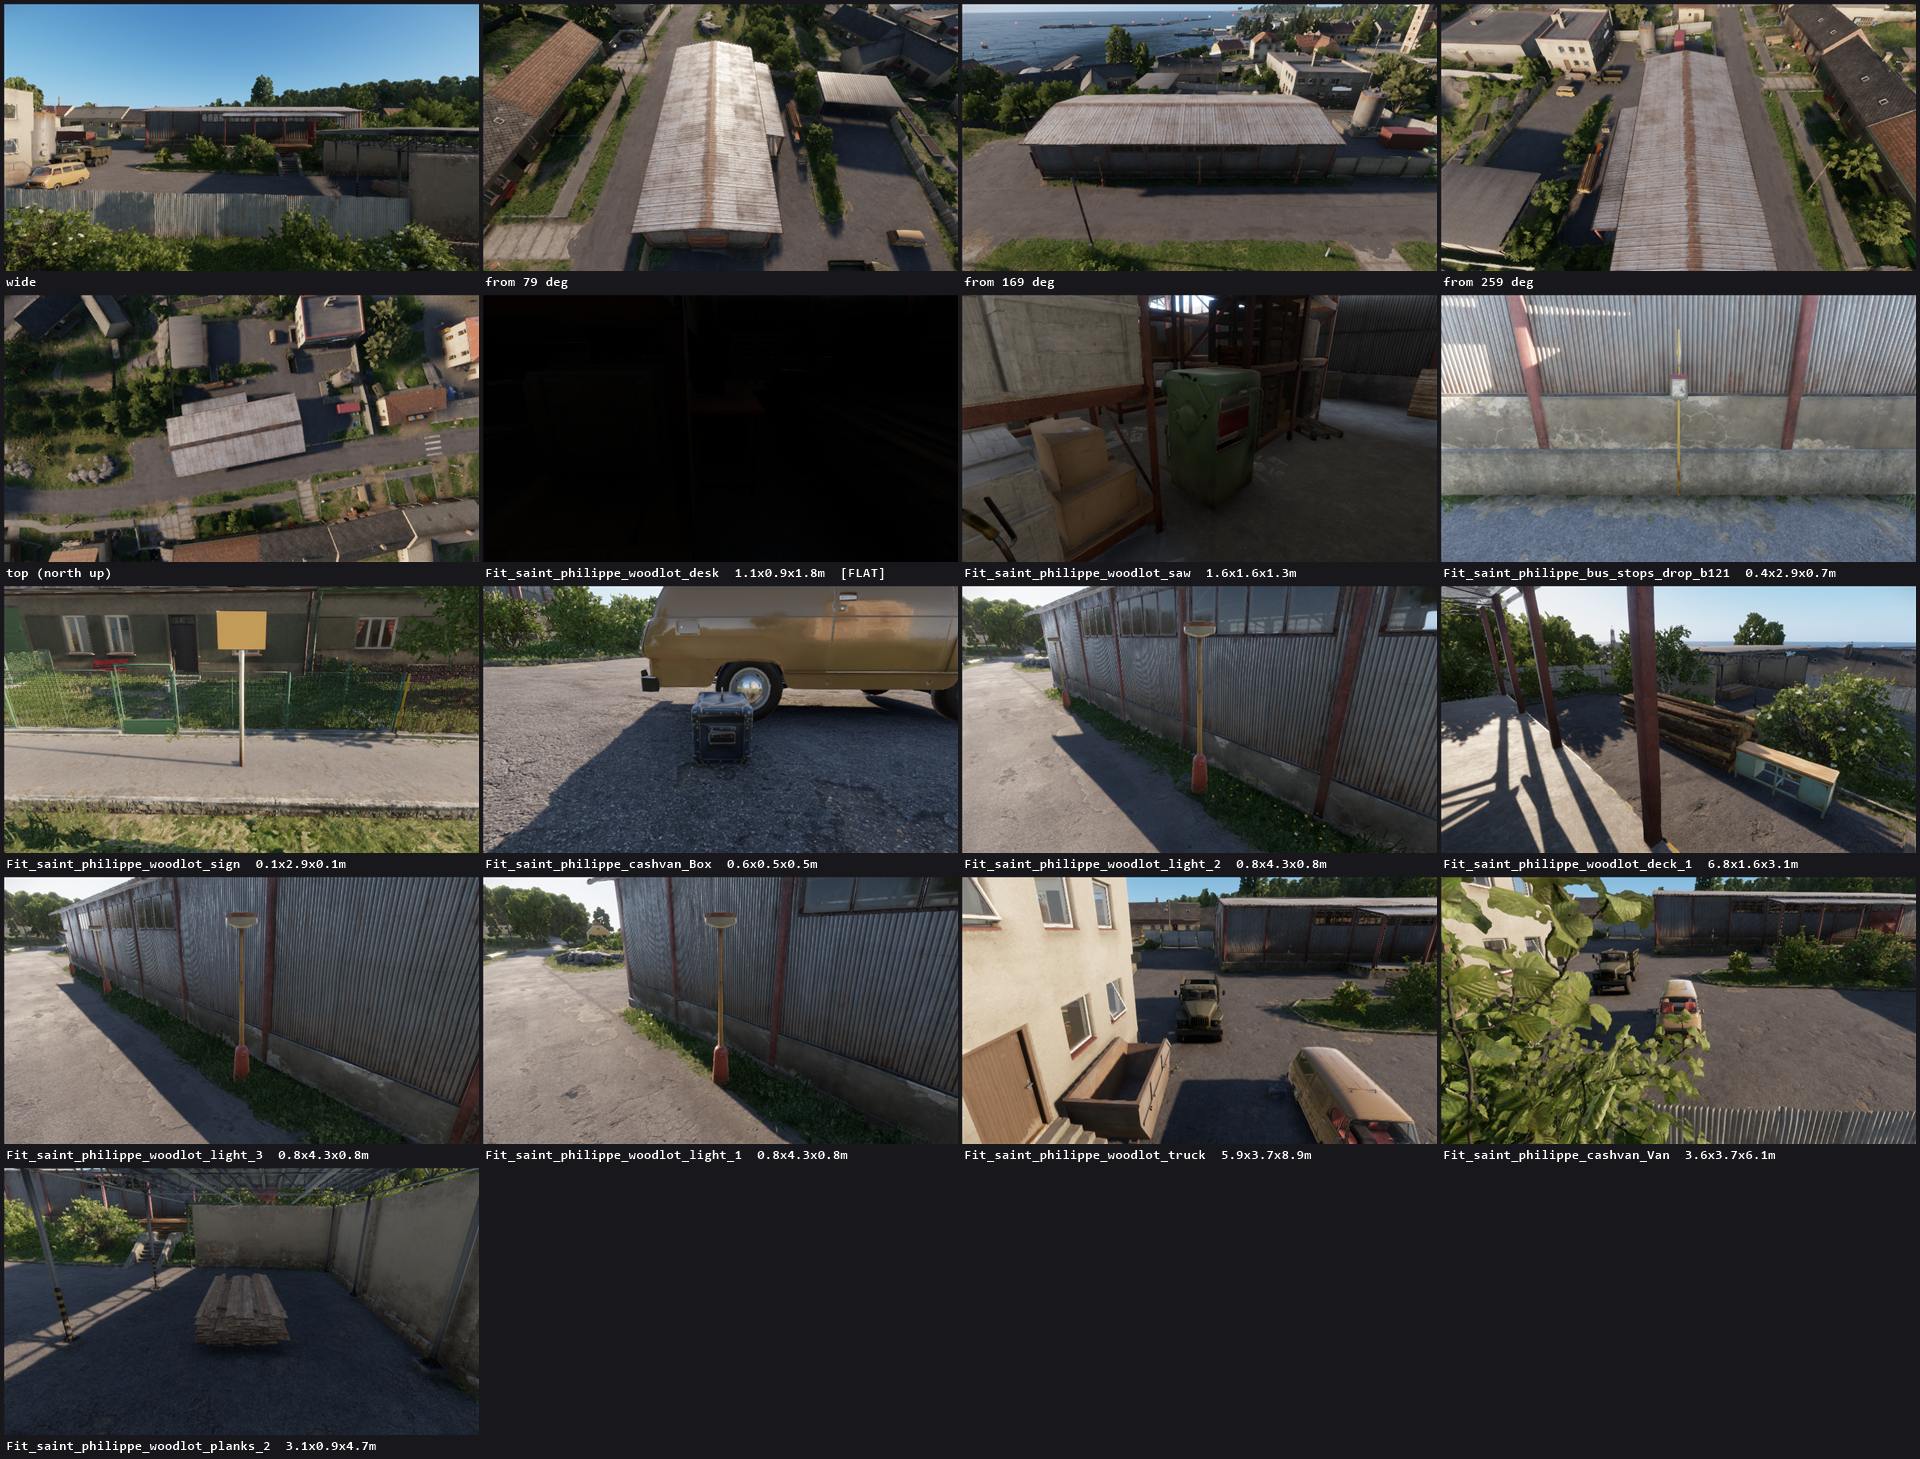 wide
from 79 deg
from 169 deg
from 259 deg
top (north up)
Fit_saint_philippe_woodlot_desk 1.1x0.9x1.8m [FLAT]
Fit_saint_philippe_woodlot_saw 1.6x1.6x1.3m
Fit_saint_philippe_bus_stops_drop_b121 0.4x2.9x0.7m
Fit_saint_philippe_woodlot_sign 0.1x2.9x0.1m
Fit_saint_philippe_cashvan_Box 0.6x0.5x0.5m
Fit_saint_philippe_woodlot_light_2 0.8x4.3x0.8m
Fit_saint_philippe_woodlot_deck_1 6.8x1.6x3.1m
Fit_saint_philippe_woodlot_light_3 0.8x4.3x0.8m
Fit_saint_philippe_woodlot_light_1 0.8x4.3x0.8m
Fit_saint_philippe_woodlot_truck 5.9x3.7x8.9m
Fit_saint_philippe_cashvan_Van 3.6x3.7x6.1m
Fit_saint_philippe_woodlot_planks_2 3.1x0.9x4.7m